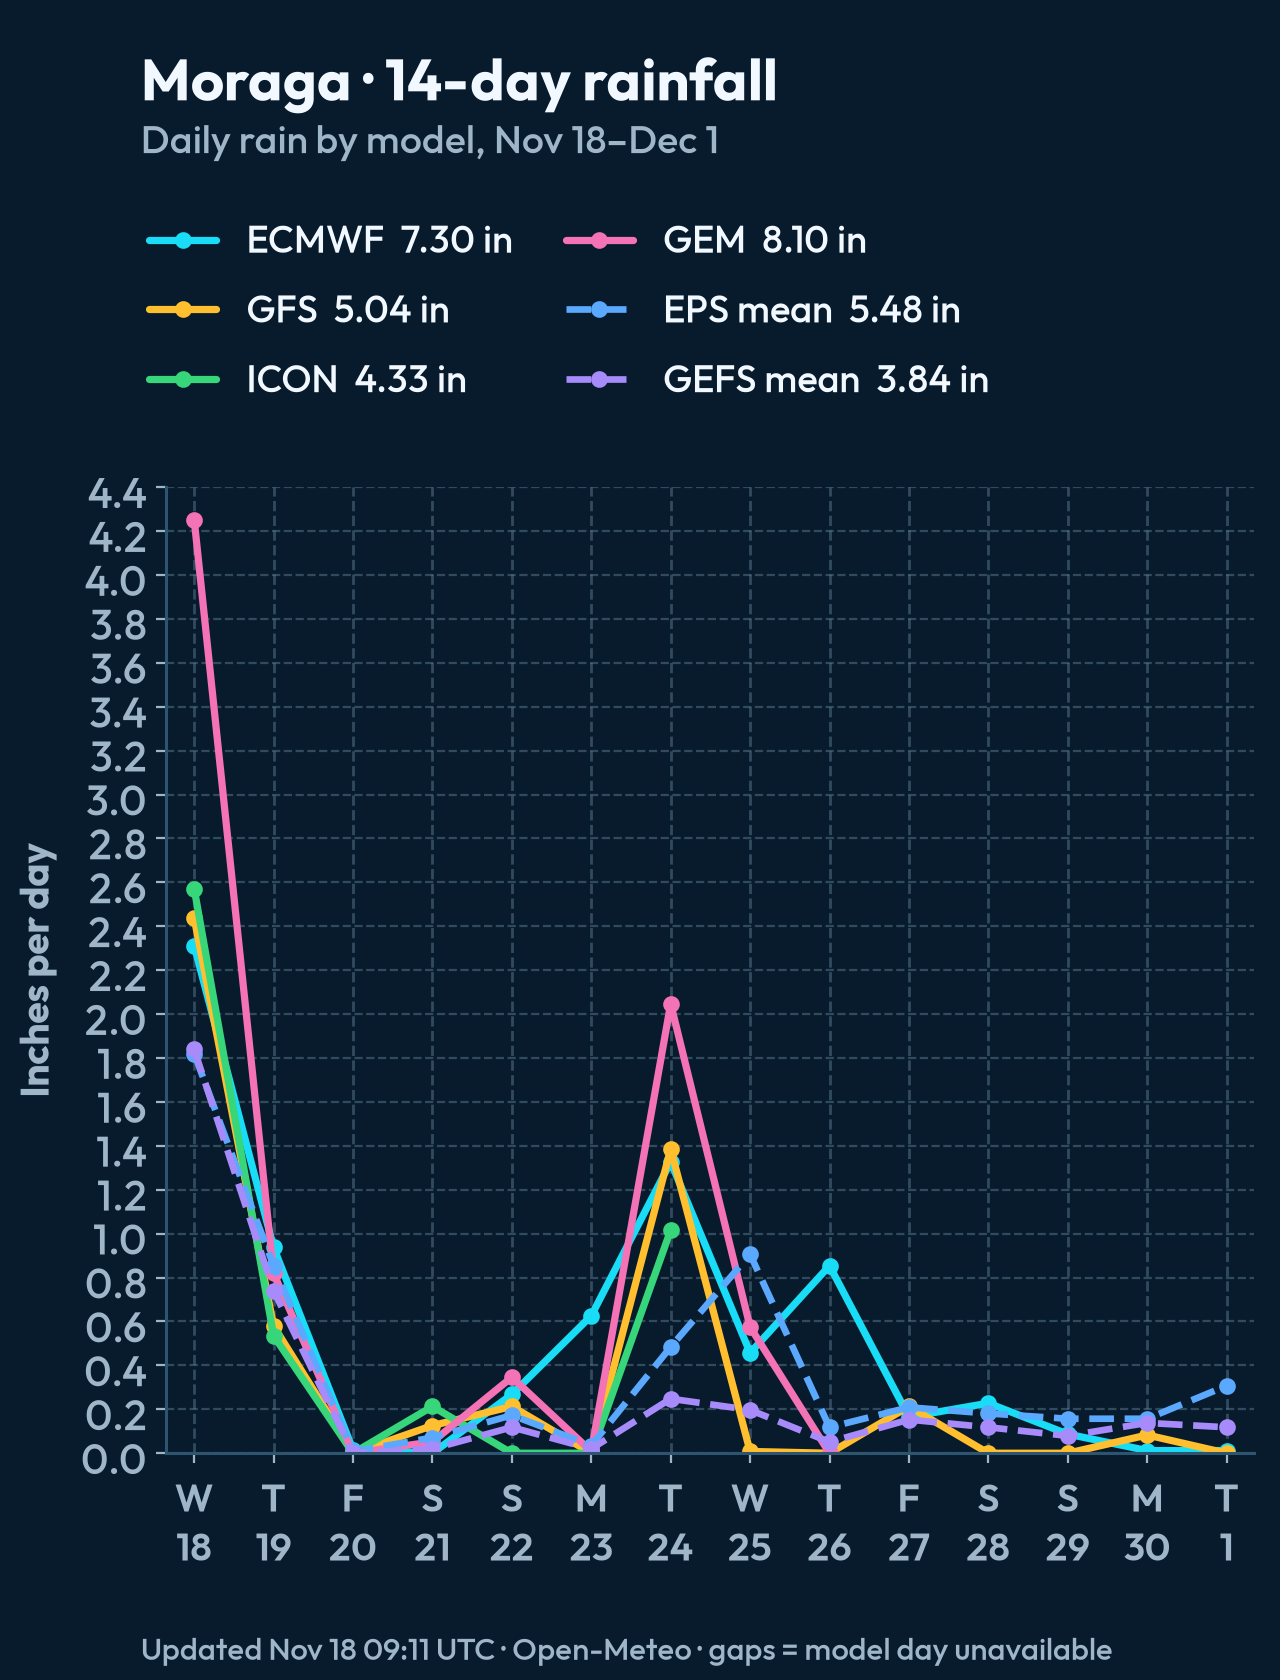 Moraga · 14-day rainfall
Daily rain by model, Nov 18–Dec 1
ECMWF 7.30 in
GEM 8.10 in
GFS 5.04 in
EPS mean 5.48 in
ICON 4.33 in
GEFS mean 3.84 in
Inches per day
4.4
4.2
4.0
3.8
3.6
3.4
3.2
3.0
2.8
2.6
2.4
2.2
2.0
1.8
1.6
1.4
1.2
1.0
0.8
0.6
0.4
0.2
0.0
W T F S S M T W T F S S M T
18 19 20 21 22 23 24 25 26 27 28 29 30 1
Updated Nov 18 09:11 UTC · Open-Meteo · gaps = model day unavailable